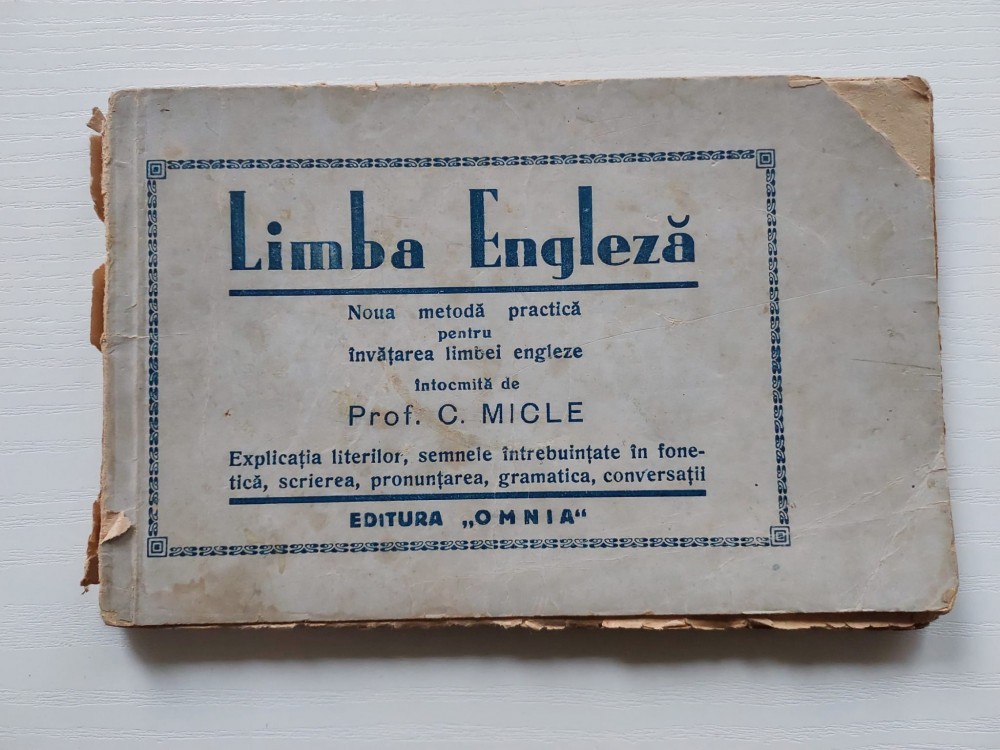 Limba Engleză
Noua metodă practică
pentru
învățarea limbei engleze
întocmită de
Prof. C. MICLE
Explicația literilor, semnele întrebuințate în fone-
tică, scrierea, pronunțarea, gramatica, conversații
EDITURA „OMNIA“